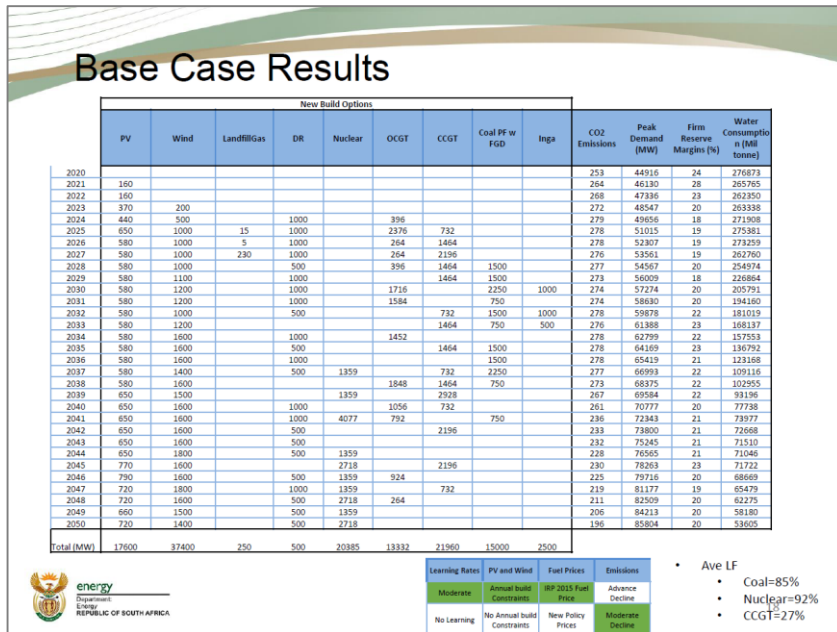 Base Case Results
New Build Options
PV Wind LandfillGas DR Nuclear OCGT CCGT Coal PF w FGD Inga CO2 Emissions Peak Demand (MW) Firm Reserve Margins (%) Water Consumptio n (Mil tonne)
2020 253 44916 24 276873
2021 160 264 46130 28 265765
2022 160 268 47336 23 262350
2023 370 200 272 48547 20 263338
2024 440 500 1000 396 279 49656 18 271908
2025 650 1000 15 1000 2376 732 278 51015 19 275381
2026 580 1000 5 1000 264 1464 278 52307 19 273259
2027 580 1000 230 1000 264 2196 276 53561 19 262760
2028 580 1000 500 396 1464 1500 277 54567 20 254974
2029 580 1100 1000 1464 1500 273 56009 18 226864
2030 580 1200 1000 1716 2250 1000 274 57274 20 205791
2031 580 1200 1000 1584 750 274 58630 20 194160
2032 580 1000 500 732 1500 1000 278 59878 22 181019
2033 580 1200 1464 750 500 276 61388 23 168137
2034 580 1600 1000 1452 278 62799 22 157553
2035 580 1600 500 1464 1500 278 64169 23 136792
2036 580 1600 1000 1500 278 65419 21 123168
2037 580 1400 500 1359 732 2250 277 66993 22 109116
2038 580 1600 1848 1464 750 273 68375 22 102955
2039 650 1500 1359 2928 267 69584 22 93196
2040 650 1600 1000 1056 732 261 70777 20 77738
2041 650 1600 1000 4077 792 750 236 72343 21 73977
2042 650 1600 500 2196 233 73800 21 72668
2043 650 1600 500 232 75245 21 71510
2044 650 1800 500 1359 228 76565 21 71046
2045 770 1600 2718 2196 230 78263 23 71722
2046 790 1600 500 1359 924 225 79716 20 68669
2047 720 1800 1000 1359 732 219 81177 19 65479
2048 720 1600 500 2718 264 211 82509 20 62275
2049 660 1500 500 1359 206 84213 20 58180
2050 720 1400 500 2718 196 85804 20 53605
Total (MW) 17600 37400 250 500 20385 13332 21960 15000 2500
energy
Department:
Energy
REPUBLIC OF SOUTH AFRICA
Learning Rates PV and Wind Fuel Prices Emissions
Moderate Annual build Constraints IRP 2015 Fuel Price Advance Decline
No Learning No Annual build Constraints New Policy Prices Moderate Decline
• Ave LF
• Coal=85%
• Nuclear=92%
• CCGT=27%
18